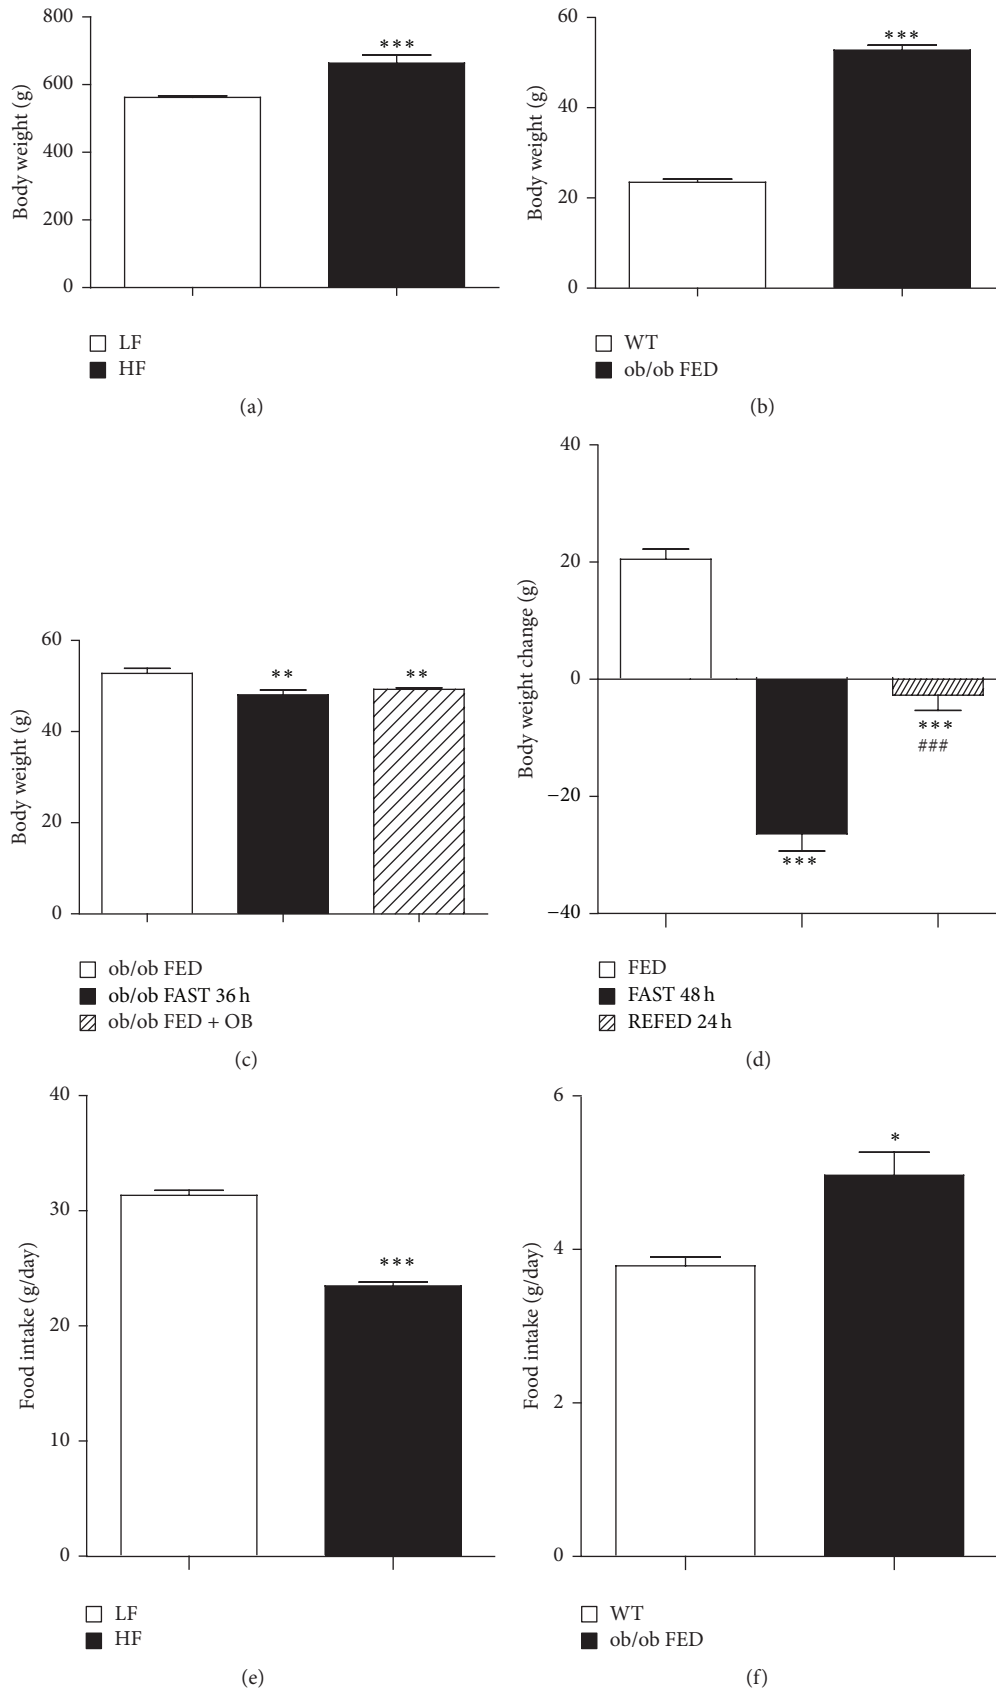 800
600
400
200
0
Body weight (g)
***
LF
HF
(a)
60
40
20
0
Body weight (g)
***
WT
ob/ob FED
(b)
60
40
20
0
Body weight (g)
**
**
ob/ob FED
ob/ob FAST 36 h
ob/ob FED + OB
(c)
40
20
0
−20
−40
Body weight change (g)
***
***
###
FED
FAST 48 h
REFED 24 h
(d)
40
30
20
10
0
Food intake (g/day)
***
LF
HF
(e)
6
4
2
0
Food intake (g/day)
*
WT
ob/ob FED
(f)